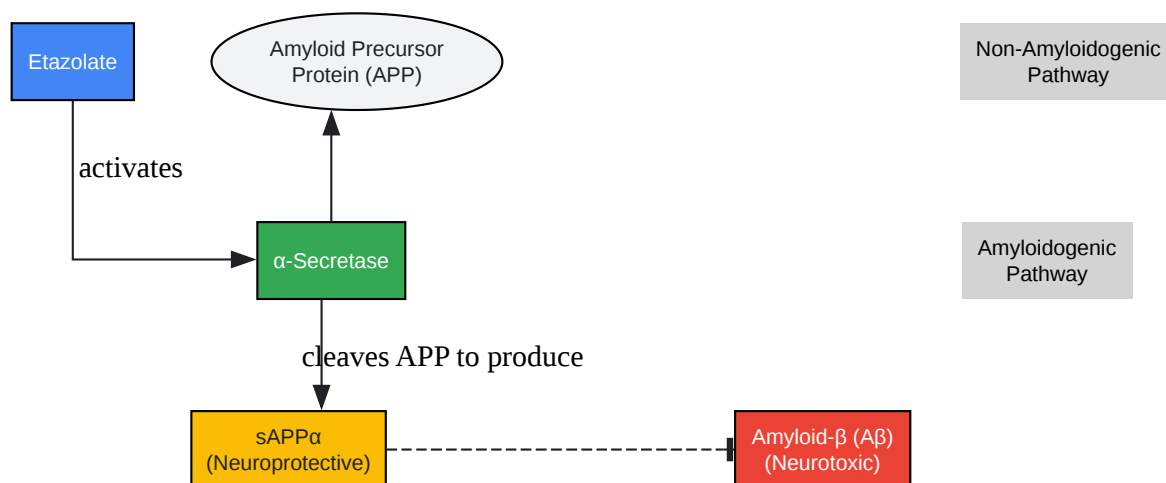 Etazolate
Amyloid Precursor
Protein (APP)
Non-Amyloidogenic
Pathway
activates
α-Secretase
Amyloidogenic
Pathway
cleaves APP to produce
sAPPα
(Neuroprotective)
Amyloid-β (Aβ)
(Neurotoxic)